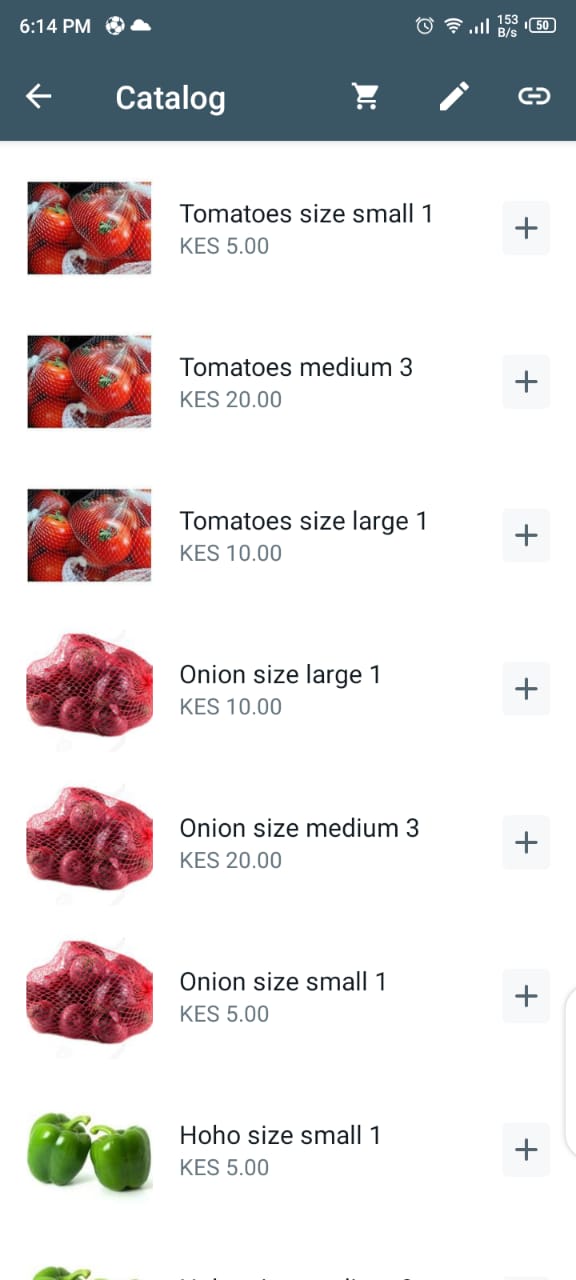 6:14 PM
153 B/s
50
Catalog
Tomatoes size small 1
KES 5.00
Tomatoes medium 3
KES 20.00
Tomatoes size large 1
KES 10.00
Onion size large 1
KES 10.00
Onion size medium 3
KES 20.00
Onion size small 1
KES 5.00
Hoho size small 1
KES 5.00